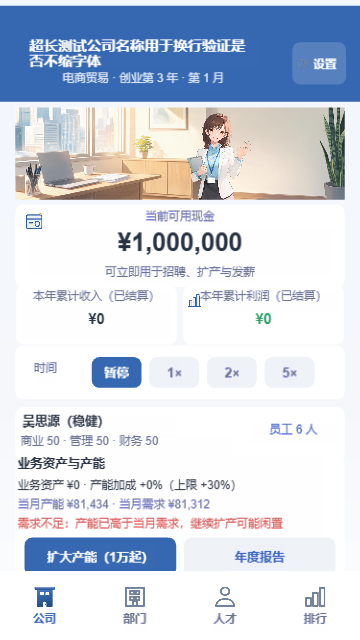 超长测试公司名称用于换行验证是
否不缩字体
电商贸易 · 创业第 3 年 · 第 1 月
设置
当前可用现金
¥1,000,000
可立即用于招聘、扩产与发薪
本年累计收入（已结算）
¥0
本年累计利润（已结算）
¥0
时间
暂停
1×
2×
5×
吴思源（稳健）
商业 50 · 管理 50 · 财务 50
员工 6 人
业务资产与产能
业务资产 ¥0 · 产能加成 +0%（上限 +30%）
当月产能 ¥81,434 · 当月需求 ¥81,312
需求不足：产能已高于当月需求，继续扩产可能闲置
扩大产能（1万起）
年度报告
公司
部门
人才
排行